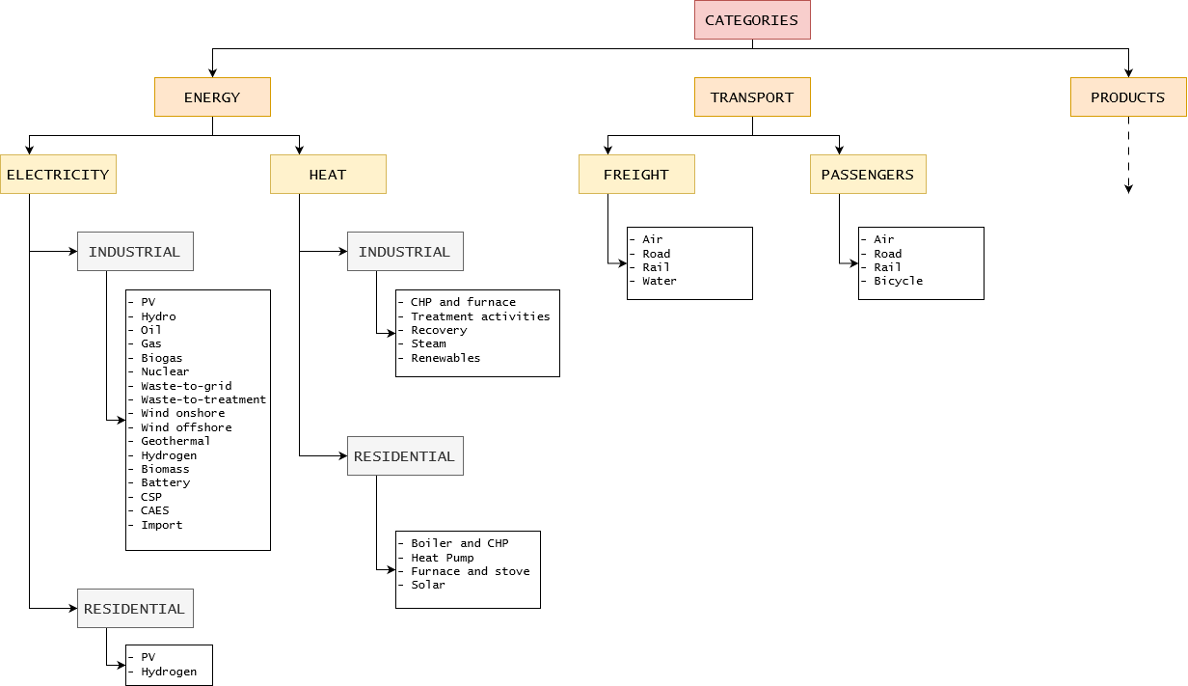 CATEGORIES
ENERGY
TRANSPORT
PRODUCTS
ELECTRICITY
HEAT
FREIGHT
PASSENGERS
INDUSTRIAL
- PV
- Hydro
- Oil
- Gas
- Biogas
- Nuclear
- Waste-to-grid
- Waste-to-treatment
- Wind onshore
- Wind offshore
- Geothermal
- Hydrogen
- Biomass
- Battery
- CSP
- CAES
- Import
RESIDENTIAL
- PV
- Hydrogen
INDUSTRIAL
- CHP and furnace
- Treatment activities
- Recovery
- Steam
- Renewables
RESIDENTIAL
- Boiler and CHP
- Heat Pump
- Furnace and stove
- Solar
- Air
- Road
- Rail
- Water
- Air
- Road
- Rail
- Bicycle